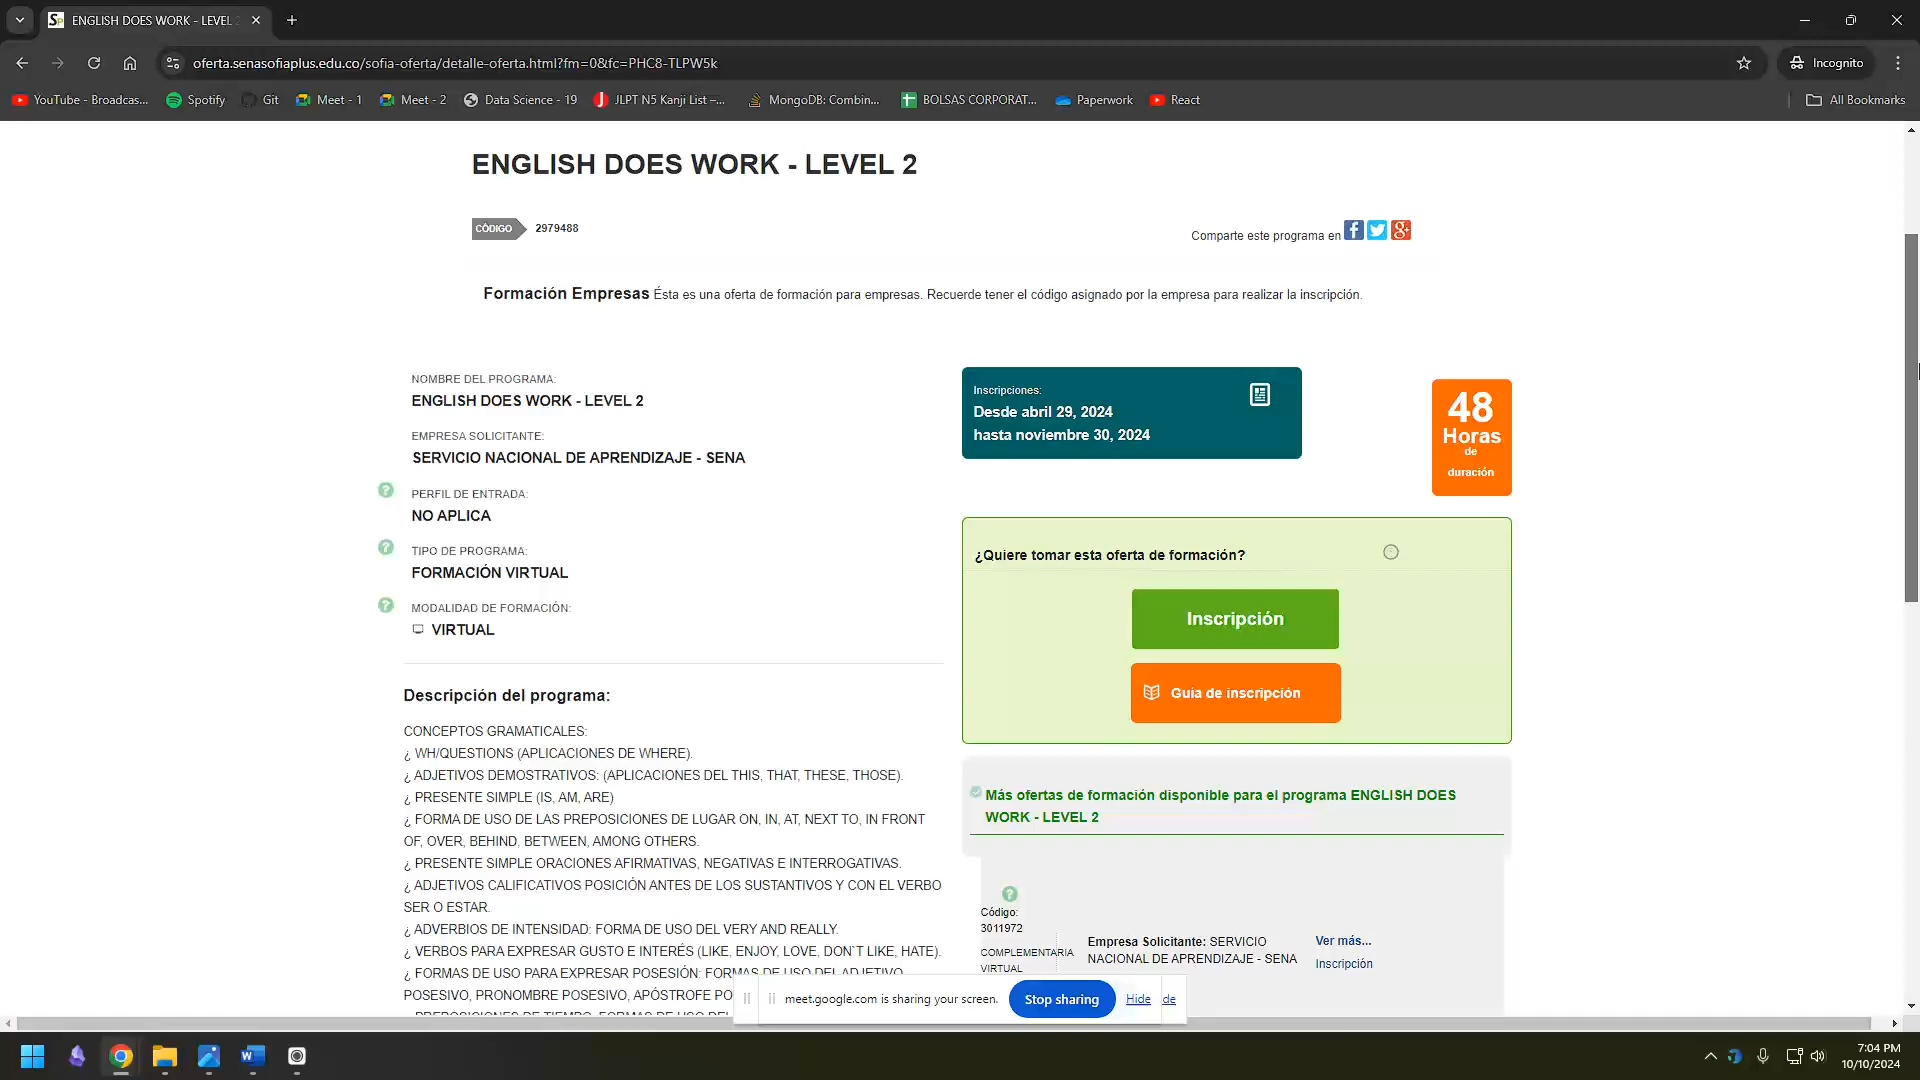 ENGLISH DOES WORK - LEVEL 2
oferta.senasofiaplus.edu.co/sofia-oferta/detalle-oferta.html?fm=0&fc=PHC8-TLPW5k
Incognito
YouTube - Broadcas...
Spotify
Git
Meet - 1
Meet - 2
Data Science - 19
JLPT N5 Kanji List –...
MongoDB: Combin...
BOLSAS CORPORAT...
Paperwork
React
All Bookmarks
ENGLISH DOES WORK - LEVEL 2
CÓDIGO 2979488
Comparte este programa en
Formación Empresas Ésta es una oferta de formación para empresas. Recuerde tener el código asignado por la empresa para realizar la inscripción.
NOMBRE DEL PROGRAMA:
ENGLISH DOES WORK - LEVEL 2
EMPRESA SOLICITANTE:
SERVICIO NACIONAL DE APRENDIZAJE - SENA
PERFIL DE ENTRADA:
NO APLICA
TIPO DE PROGRAMA:
FORMACIÓN VIRTUAL
MODALIDAD DE FORMACIÓN:
VIRTUAL
Descripción del programa:
CONCEPTOS GRAMATICALES:
¿ WH/QUESTIONS (APLICACIONES DE WHERE).
¿ ADJETIVOS DEMOSTRATIVOS: (APLICACIONES DEL THIS, THAT, THESE, THOSE).
¿ PRESENTE SIMPLE (IS, AM, ARE)
¿ FORMA DE USO DE LAS PREPOSICIONES DE LUGAR ON, IN, AT, NEXT TO, IN FRONT
OF, OVER, BEHIND, BETWEEN, AMONG OTHERS.
¿ PRESENTE SIMPLE ORACIONES AFIRMATIVAS, NEGATIVAS E INTERROGATIVAS.
¿ ADJETIVOS CALIFICATIVOS POSICIÓN ANTES DE LOS SUSTANTIVOS Y CON EL VERBO
SER O ESTAR.
¿ ADVERBIOS DE INTENSIDAD: FORMA DE USO DEL VERY AND REALLY.
¿ VERBOS PARA EXPRESAR GUSTO E INTERÉS (LIKE, ENJOY, LOVE, DON`T LIKE, HATE).
¿ FORMAS DE USO PARA EXPRESAR POSESIÓN: FORMAS DE USO DEL ADJETIVO
POSESIVO, PRONOMBRE POSESIVO, APÓSTROFE PO
Inscripciones:
Desde abril 29, 2024
hasta noviembre 30, 2024
48
Horas
de
duración
¿Quiere tomar esta oferta de formación?
Inscripción
Guía de inscripción
Más ofertas de formación disponible para el programa ENGLISH DOES
WORK - LEVEL 2
Código:
3011972
COMPLEMENTARIA
VIRTUAL
Empresa Solicitante: SERVICIO
NACIONAL DE APRENDIZAJE - SENA
Ver más...
Inscripción
meet.google.com is sharing your screen.
Stop sharing
Hide
de
7:04 PM
10/10/2024